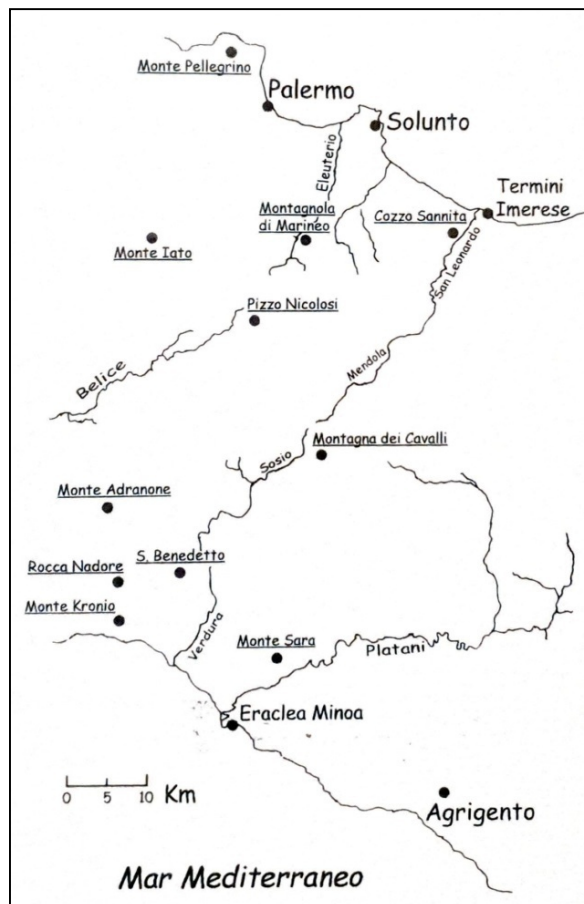 Monte Pellegrino
Palermo
Solunto
Eleuterio
Termini
Imerese
Montagnola
di Marineo
Cozzo Sannita
Monte Iato
San Leonardo
Pizzo Nicolosi
Belice
Mendola
Montagna dei Cavalli
Sosio
Monte Adranone
S. Benedetto
Rocca Nadore
Monte Kronio
Verdura
Monte Sara
Platani
Eraclea Minoa
0 5 10 Km
Agrigento
Mar Mediterraneo